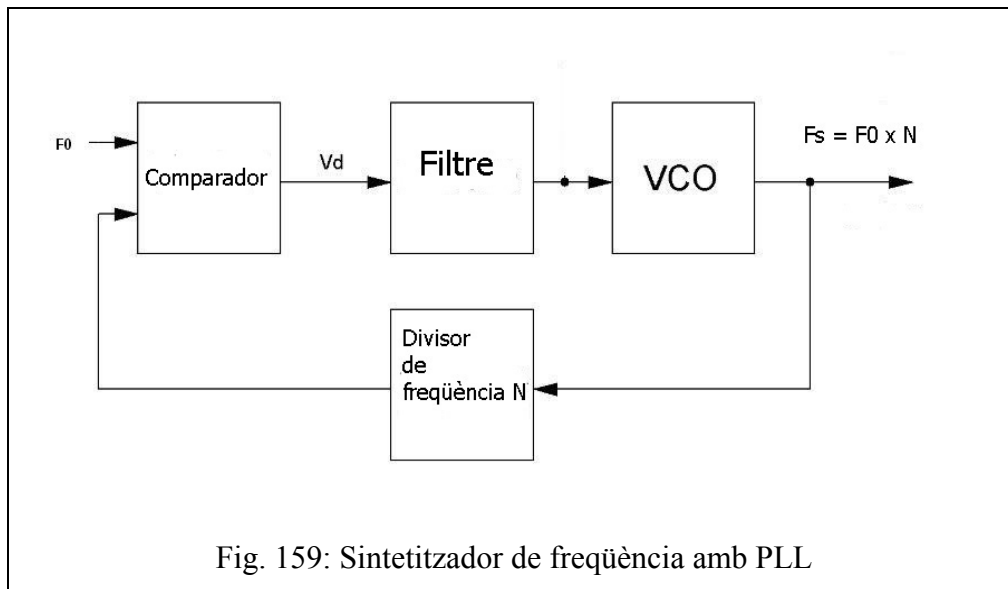 F0
Comparador
Vd
Filtre
VCO
Fs = F0 x N
Divisor
de
freqüència N
Fig. 159: Sintetitzador de freqüència amb PLL